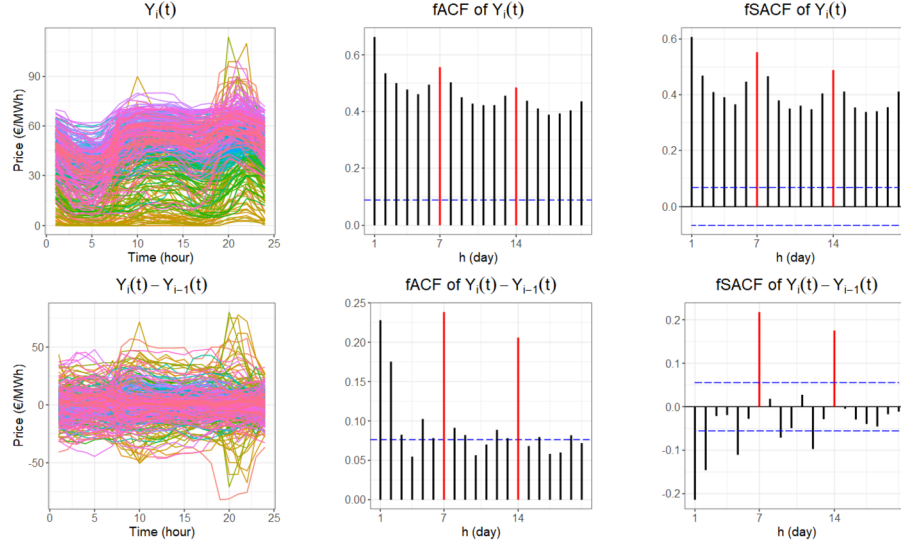 Yi(t)
fACF of Yi(t)
fSACF of Yi(t)
Price (€/MWh)
90
60
30
0
0 5 10 15 20 25
Time (hour)
0.6
0.4
0.2
0.0
1 7 14
h (day)
0.6
0.4
0.2
0.0
1 7 14
h (day)
Yi(t) − Yi−1(t)
fACF of Yi(t) − Yi−1(t)
fSACF of Yi(t) − Yi−1(t)
Price (€/MWh)
50
0
-50
0 5 10 15 20 25
Time (hour)
0.25
0.20
0.15
0.10
0.05
0.00
1 7 14
h (day)
0.2
0.1
0.0
-0.1
-0.2
1 7 14
h (day)